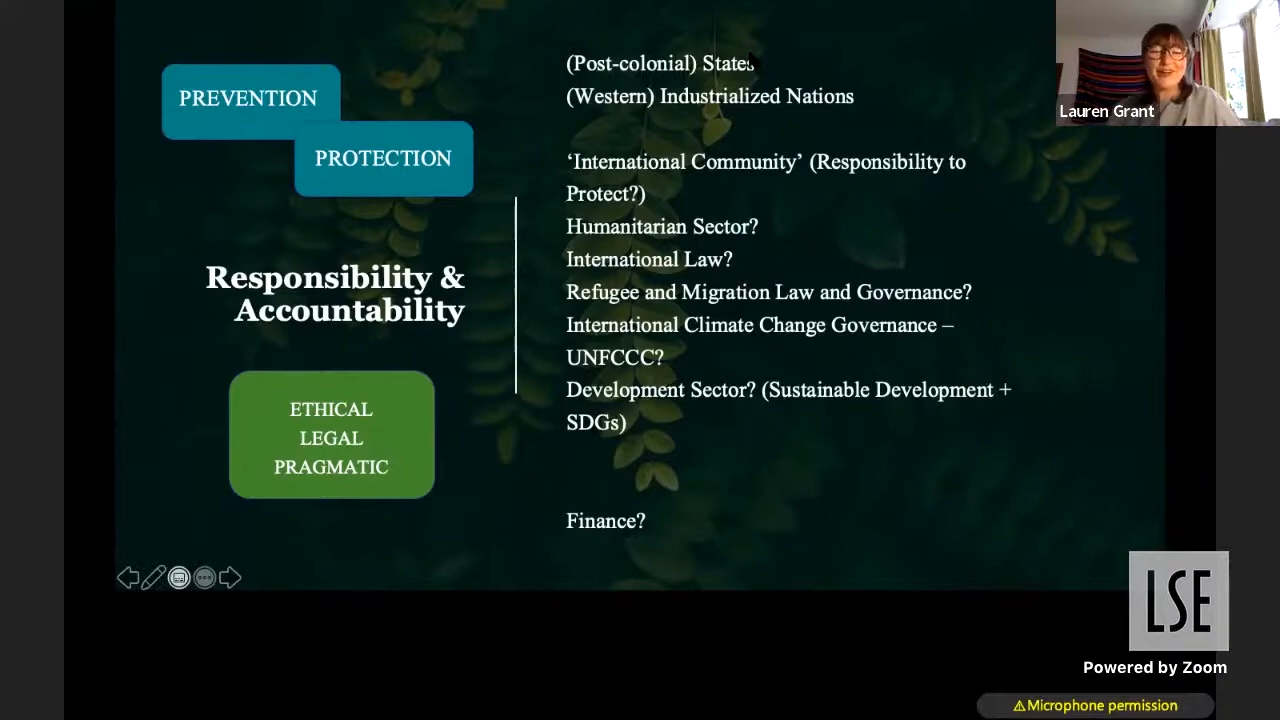 PREVENTION
PROTECTION
Responsibility &
Accountability
ETHICAL
LEGAL
PRAGMATIC
(Post-colonial) States
(Western) Industrialized Nations
‘International Community’ (Responsibility to
Protect?)
Humanitarian Sector?
International Law?
Refugee and Migration Law and Governance?
International Climate Change Governance –
UNFCCC?
Development Sector? (Sustainable Development +
SDGs)
Finance?
Lauren Grant
LSE
Powered by Zoom
⚠Microphone permission